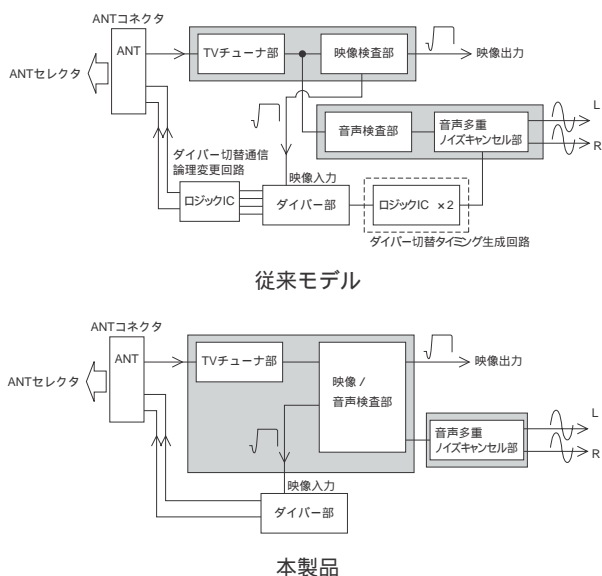 ANTコネクタ
ANT
ANTセレクタ
TVチューナ部
映像検査部
映像出力
音声検査部
音声多重
ノイズキャンセル部
L
R
ダイバー切替通信
論理変更回路
ロジックIC
映像入力
ダイバー部
ロジックIC ×2
ダイバー切替タイミング生成回路
従来モデル
ANTコネクタ
ANT
ANTセレクタ
TVチューナ部
映像/
音声検査部
映像出力
音声多重
ノイズキャンセル部
L
R
映像入力
ダイバー部
本製品